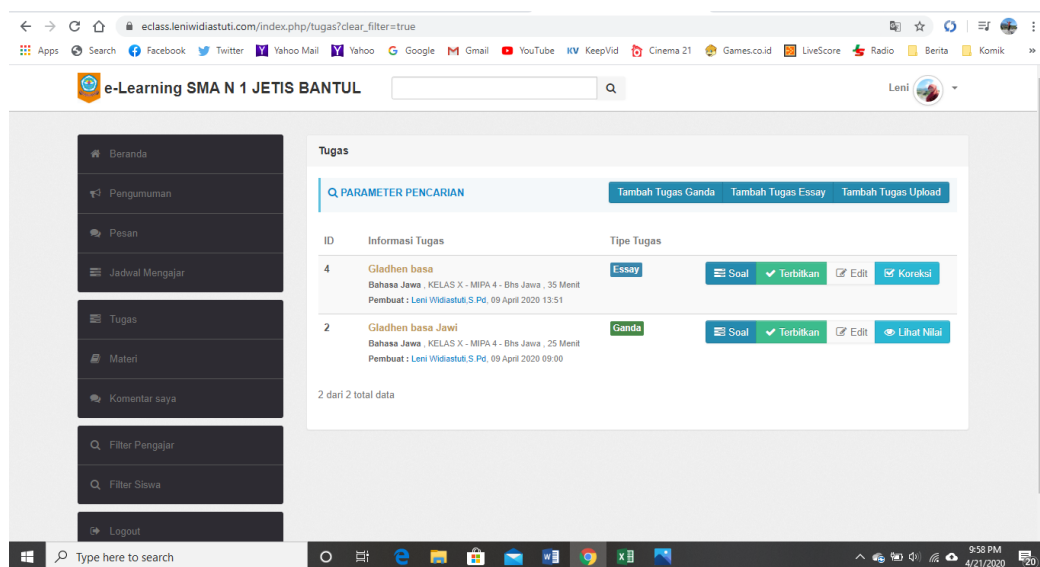 eclass.leniwidiastuti.com/index.php/tugas?clear_filter=true
Apps Search Facebook Twitter Yahoo Mail Yahoo Google Gmail YouTube KV KeepVid Cinema 21 Games.co.id LiveScore Radio Berita Komik »
e-Learning SMA N 1 JETIS BANTUL
Leni
Beranda
Pengumuman
Pesan
Jadwal Mengajar
Tugas
Materi
Komentar saya
Filter Pengajar
Filter Siswa
Logout
Tugas
PARAMETER PENCARIAN
Tambah Tugas Ganda Tambah Tugas Essay Tambah Tugas Upload
ID Informasi Tugas Tipe Tugas
4 Gladhen basa Essay Soal Terbitkan Edit Koreksi
Bahasa Jawa , KELAS X - MIPA 4 - Bhs Jawa , 35 Menit
Pembuat : Leni Widiastuti,S.Pd, 09 April 2020 13:51
2 Gladhen basa Jawi Ganda Soal Terbitkan Edit Lihat Nilai
Bahasa Jawa , KELAS X - MIPA 4 - Bhs Jawa , 25 Menit
Pembuat : Leni Widiastuti,S.Pd, 09 April 2020 09:00
2 dari 2 total data
Type here to search
9:58 PM
4/21/2020
20